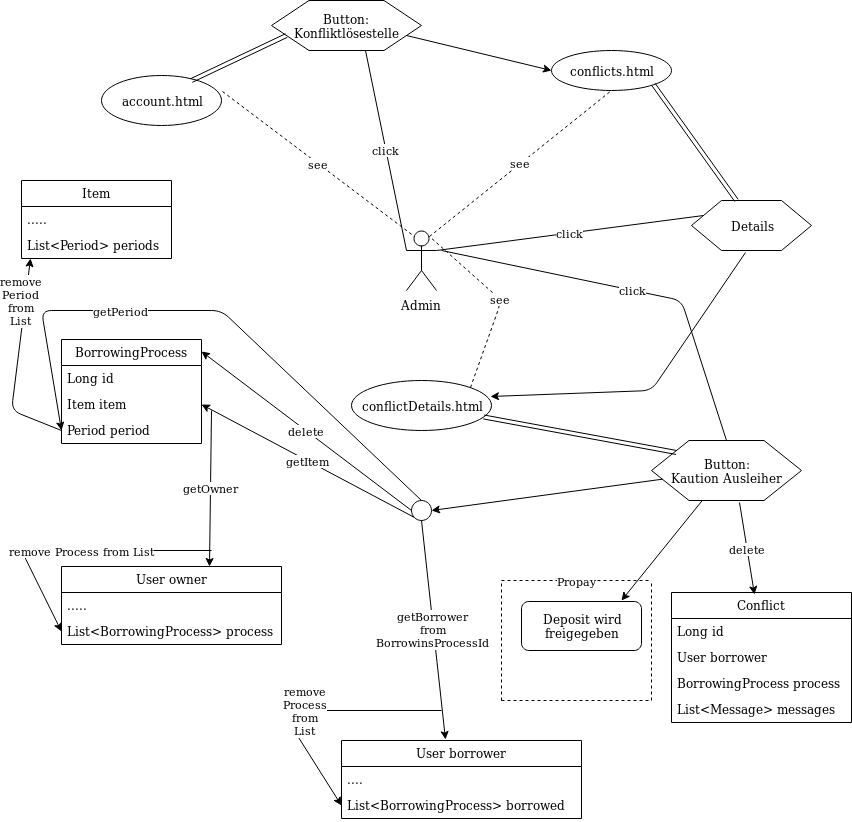 Button:
Konfliktlösestelle
conflicts.html
account.html
click
see
see
Item
.....
List<Period> periods
Details
click
Admin
click
see
remove
Period
from
List
getPeriod
BorrowingProcess
Long id
Item item
Period period
conflictDetails.html
delete
getItem
Button:
Kaution Ausleiher
getOwner
delete
remove Process from List
User owner
.....
List<BorrowingProcess> process
Propay
Deposit wird
freigegeben
getBorrower
from
BorrowinsProcessId
Conflict
Long id
User borrower
BorrowingProcess process
List<Message> messages
remove
Process
from
List
User borrower
....
List<BorrowingProcess> borrowed